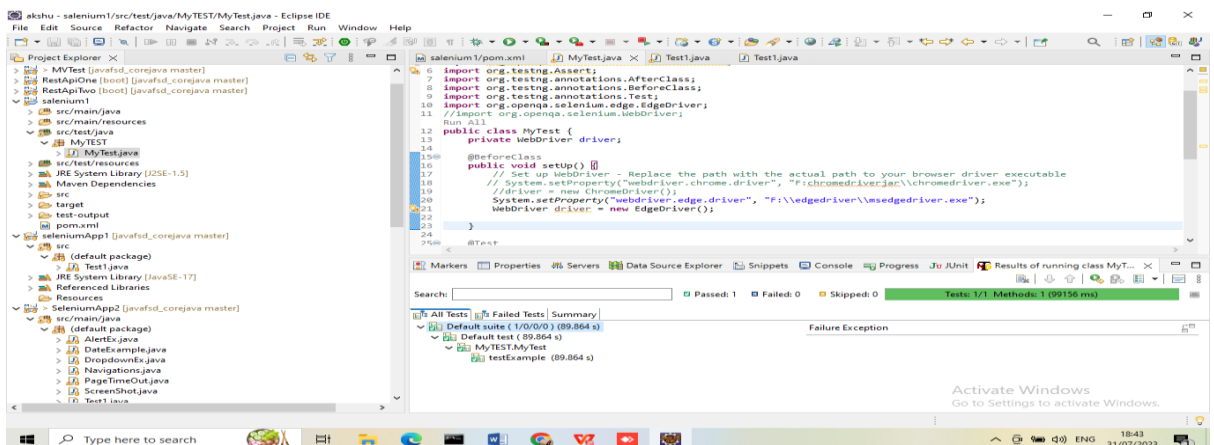 akshu - salenium1/src/test/java/MyTEST/MyTest.java - Eclipse IDE
File Edit Source Refactor Navigate Search Project Run Window Help
Project Explorer
> MVTest [javafsd_corejava master]
RestApiOne [boot] [javafsd_corejava master]
RestApiTwo [boot] [javafsd_corejava master]
salenium1
src/main/java
src/main/resources
src/test/java
MyTEST
MyTest.java
src/test/resources
JRE System Library [J2SE-1.5]
Maven Dependencies
src
target
test-output
pom.xml
seleniumApp1 [javafsd_corejava master]
src
(default package)
Test1.java
JRE System Library [JavaSE-17]
Referenced Libraries
Resources
> SeleniumApp2 [javafsd_corejava master]
src/main/java
(default package)
AlertEx.java
DateExample.java
DropdownEx.java
Navigations.java
PageTimeOut.java
ScreenShot.java
Test1.java
salenium1/pom.xml MyTest.java Test1.java Test1.java
6 import org.testng.Assert;
7 import org.testng.annotations.AfterClass;
8 import org.testng.annotations.BeforeClass;
9 import org.testng.annotations.Test;
10 import org.openqa.selenium.edge.EdgeDriver;
11 //import org.openqa.selenium.WebDriver;
Run All
12 public class MyTest {
13 private WebDriver driver;
14
15 @BeforeClass
16 public void setUp() {
17 // Set up WebDriver - Replace the path with the actual path to your browser driver executable
18 // System.setProperty("webdriver.chrome.driver", "F:chromedriverjar\\chromedriver.exe");
19 //driver = new ChromeDriver();
20 System.setProperty("webdriver.edge.driver", "F:\\edgedriver\\msedgedriver.exe");
21 WebDriver driver = new EdgeDriver();
22
23 }
24
25 @Test
Markers Properties Servers Data Source Explorer Snippets Console Progress JUnit Results of running class MyT...
Search: Passed: 1 Failed: 0 Skipped: 0 Tests: 1/1 Methods: 1 (99156 ms)
All Tests Failed Tests Summary
Default suite ( 1/0/0/0 ) (89.864 s) Failure Exception
Default test ( 89.864 s)
MyTEST.MyTest
testExample (89.864 s)
Activate Windows
Go to Settings to activate Windows.
Type here to search
ENG 18:43
31/07/2023